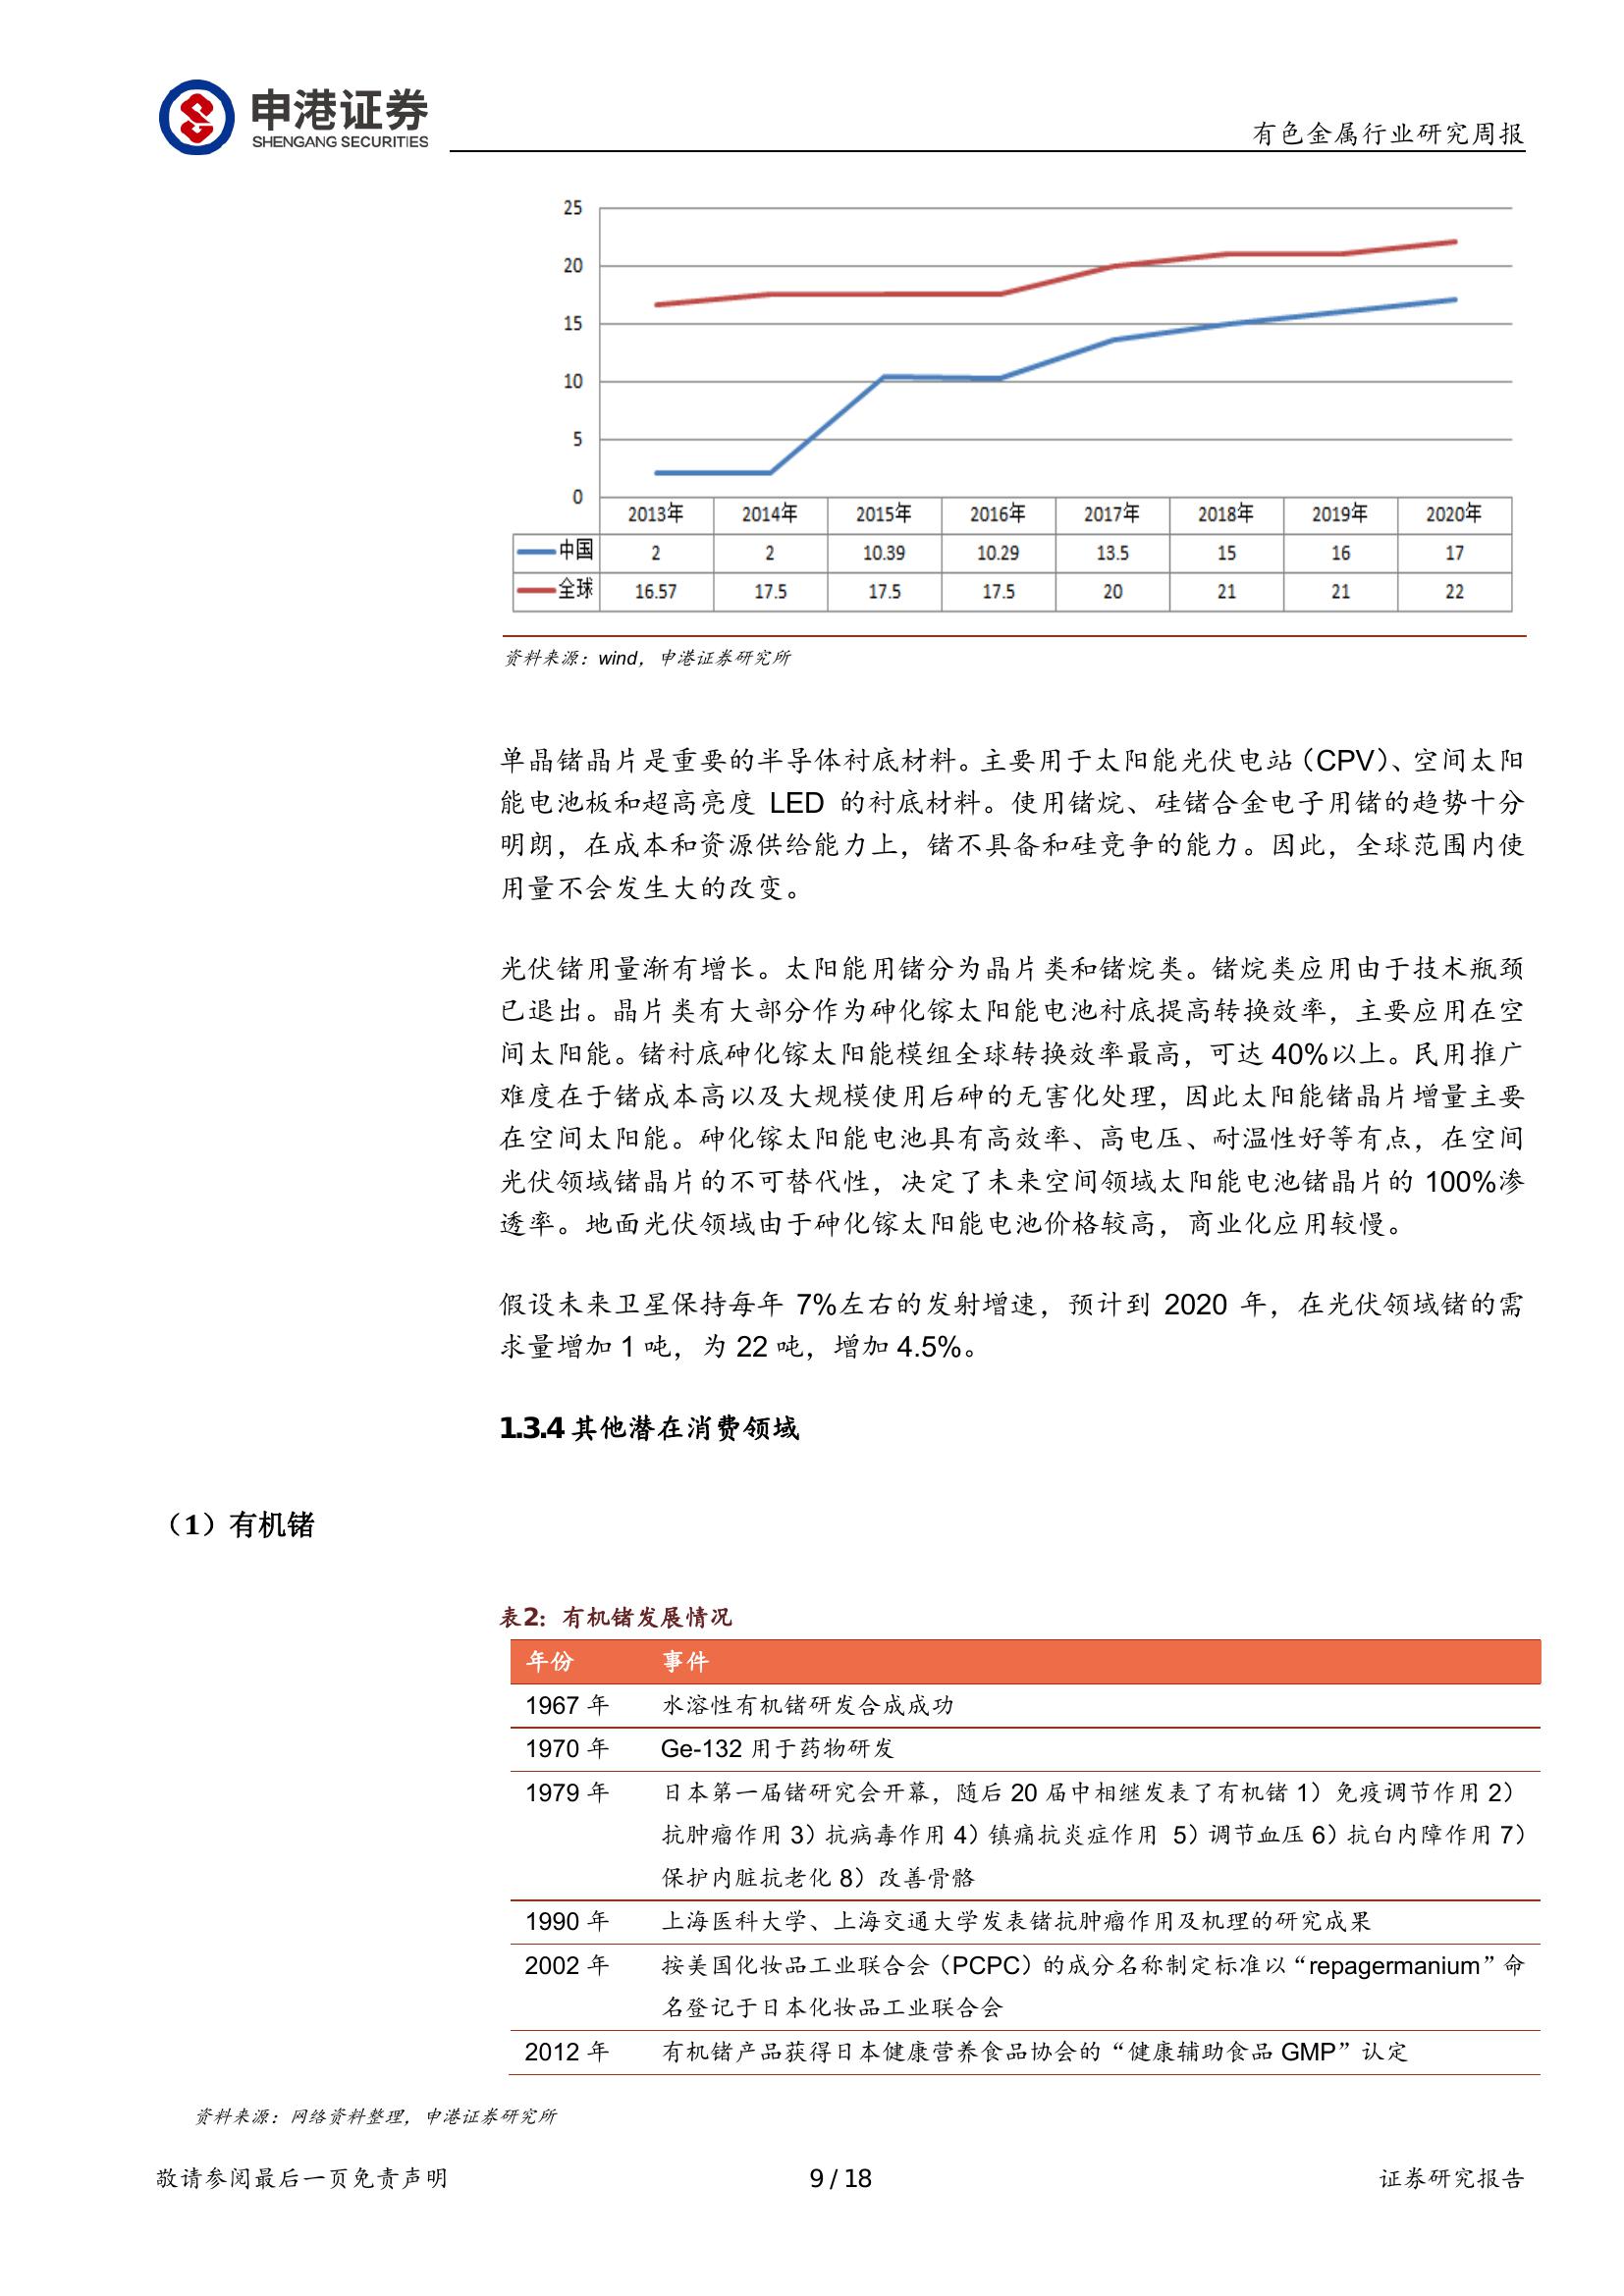 申港证券
SHENGANG SECURITIES
有色金属行业研究周报
25
20
15
10
5
0
2013年 2014年 2015年 2016年 2017年 2018年 2019年 2020年
中国 2 2 10.39 10.29 13.5 15 16 17
全球 16.57 17.5 17.5 17.5 20 21 21 22
资料来源：wind，申港证券研究所
单晶锗晶片是重要的半导体衬底材料。主要用于太阳能光伏电站（CPV）、空间太阳
能电池板和超高亮度 LED 的衬底材料。使用锗烷、硅锗合金电子用锗的趋势十分
明朗，在成本和资源供给能力上，锗不具备和硅竞争的能力。因此，全球范围内使
用量不会发生大的改变。
光伏锗用量渐有增长。太阳能用锗分为晶片类和锗烷类。锗烷类应用由于技术瓶颈
已退出。晶片类有大部分作为砷化镓太阳能电池衬底提高转换效率，主要应用在空
间太阳能。锗衬底砷化镓太阳能模组全球转换效率最高，可达 40%以上。民用推广
难度在于锗成本高以及大规模使用后砷的无害化处理，因此太阳能锗晶片增量主要
在空间太阳能。砷化镓太阳能电池具有高效率、高电压、耐温性好等有点，在空间
光伏领域锗晶片的不可替代性，决定了未来空间领域太阳能电池锗晶片的 100%渗
透率。地面光伏领域由于砷化镓太阳能电池价格较高，商业化应用较慢。
假设未来卫星保持每年 7%左右的发射增速，预计到 2020 年，在光伏领域锗的需
求量增加 1 吨，为 22 吨，增加 4.5%。
1.3.4 其他潜在消费领域
（1）有机锗
表2：有机锗发展情况
年份 事件
1967 年 水溶性有机锗研发合成成功
1970 年 Ge-132 用于药物研发
1979 年 日本第一届锗研究会开幕，随后 20 届中相继发表了有机锗 1）免疫调节作用 2）
抗肿瘤作用 3）抗病毒作用 4）镇痛抗炎症作用 5）调节血压 6）抗白内障作用 7）
保护内脏抗老化 8）改善骨骼
1990 年 上海医科大学、上海交通大学发表锗抗肿瘤作用及机理的研究成果
2002 年 按美国化妆品工业联合会（PCPC）的成分名称制定标准以“repagermanium”命
名登记于日本化妆品工业联合会
2012 年 有机锗产品获得日本健康营养食品协会的“健康辅助食品 GMP”认定
资料来源：网络资料整理，申港证券研究所
敬请参阅最后一页免责声明 9 / 18 证券研究报告